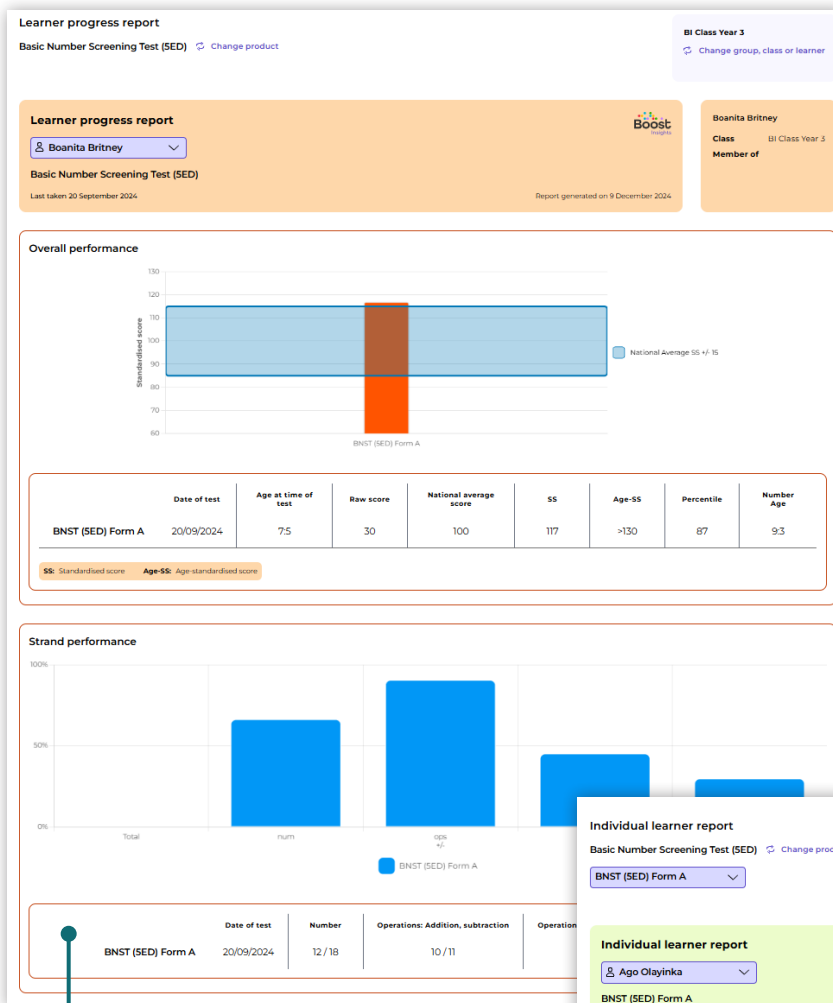 Learner progress report
Basic Number Screening Test (5ED) Change product
BI Class Year 3
Change group, class or learner
Learner progress report
Boanita Britney
Basic Number Screening Test (5ED)
Last taken 20 September 2024
Boost
Insights
Report generated on 9 December 2024
Boanita Britney
Class BI Class Year 3
Member of
Overall performance
130
120
110
100
90
80
70
60
Standardised score
BNST (5ED) Form A
National Average SS +/- 15
Date of test Age at time of test Raw score National average score SS Age-SS Percentile Number Age
BNST (5ED) Form A 20/09/2024 7:5 30 100 117 >130 87 9:3
SS: Standardised score Age-SS: Age-standardised score
Strand performance
100%
50%
0%
Total num ops
+/-
BNST (5ED) Form A
Date of test Number Operations: Addition, subtraction Operation
BNST (5ED) Form A 20/09/2024 12 / 18 10 / 11
Individual learner report
Basic Number Screening Test (5ED) Change prod
BNST (5ED) Form A
Individual learner report
Ago Olayinka
BNST (5ED) Form A